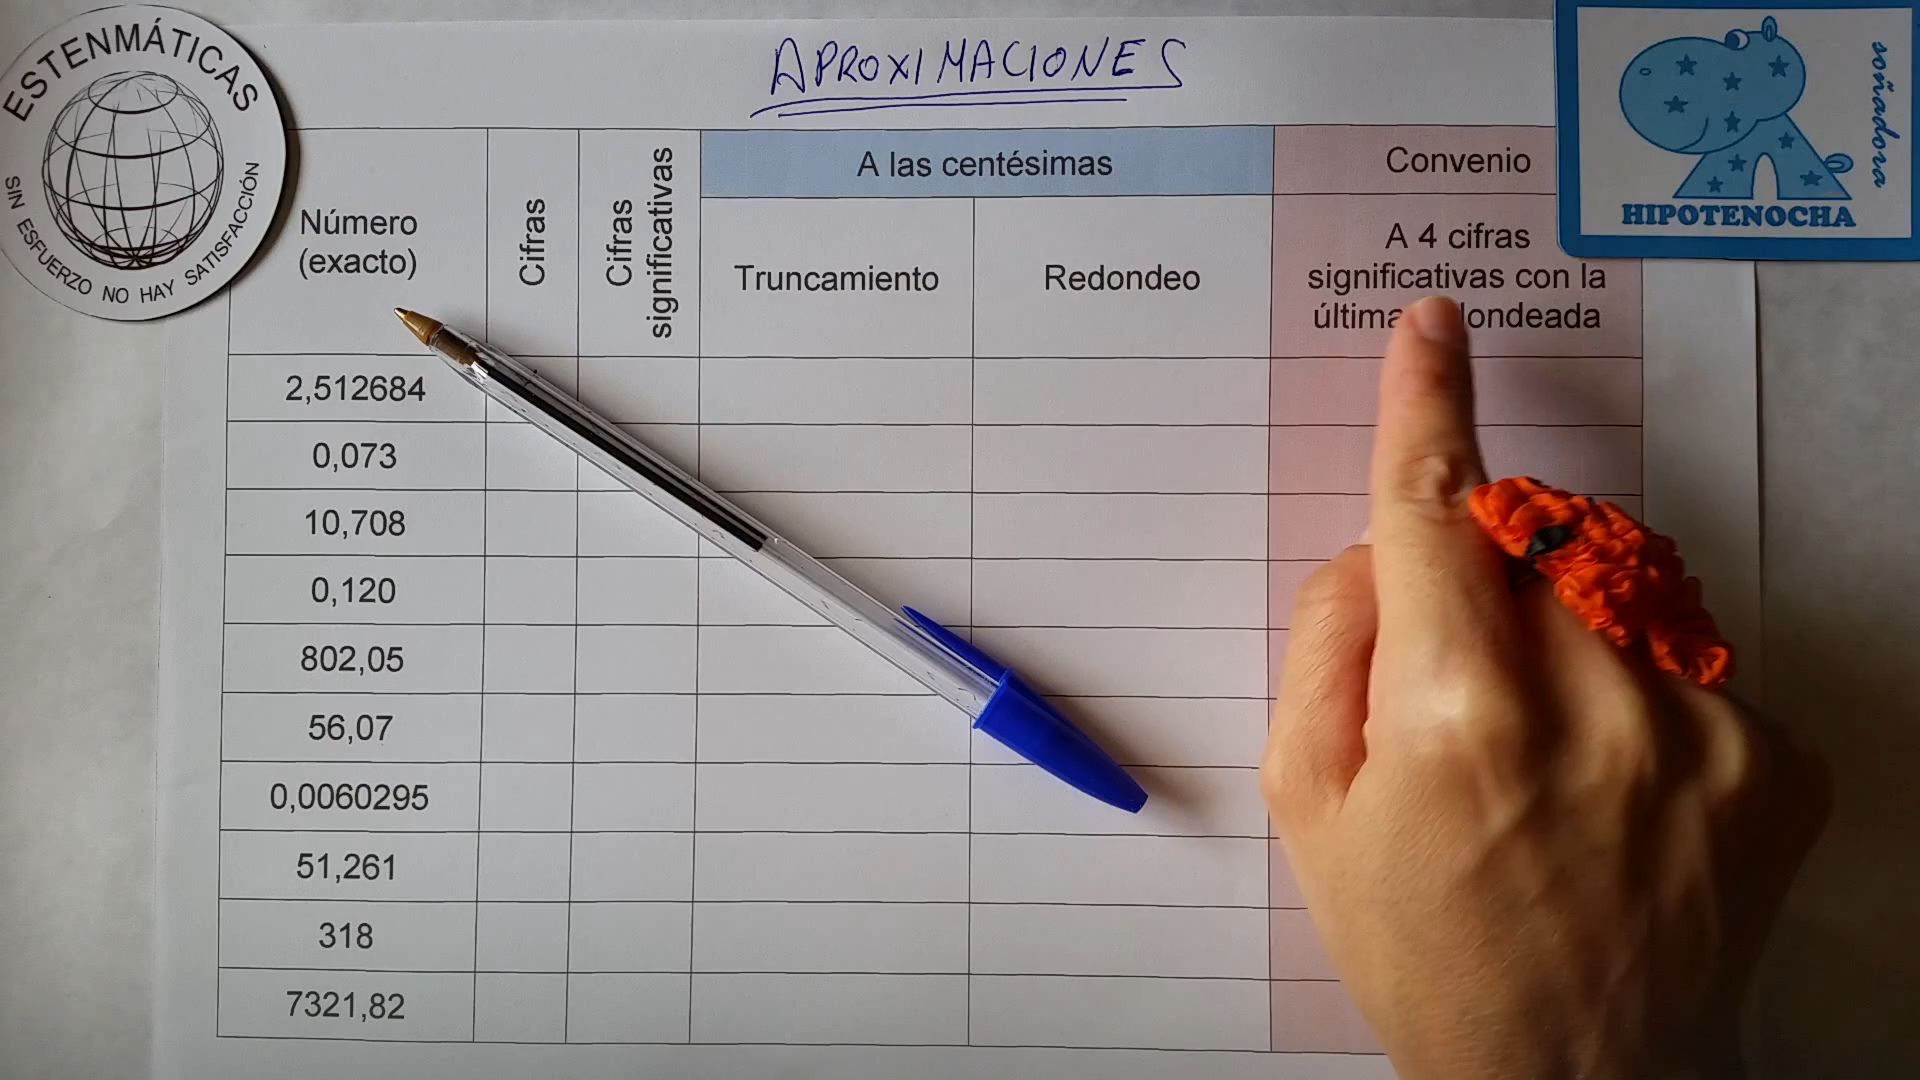 ESTENMÁTICAS
SIN ESFUERZO NO HAY SATISFACCIÓN
APROXIMACIONES
soñadora
HIPOTENOCHA
Número
(exacto)
Cifras
Cifras
significativas
A las centésimas
Truncamiento
Redondeo
Convenio
A 4 cifras
significativas con la
última
2,512684
0,073
10,708
0,120
802,05
56,07
0,0060295
51,261
318
7321,82